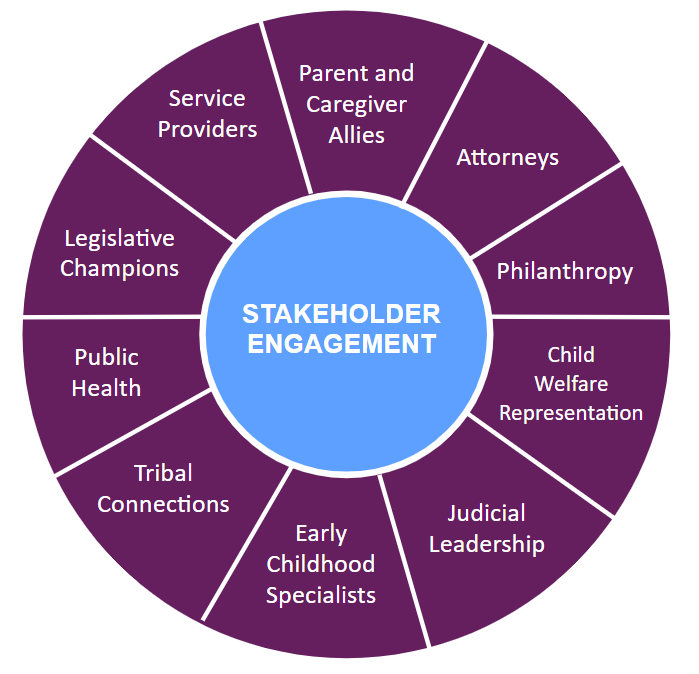 Parent and
Caregiver
Allies
Attorneys
Philanthropy
Child
Welfare
Representation
Judicial
Leadership
Early
Childhood
Specialists
Tribal
Connections
Public
Health
Legislative
Champions
Service
Providers
STAKEHOLDER
ENGAGEMENT